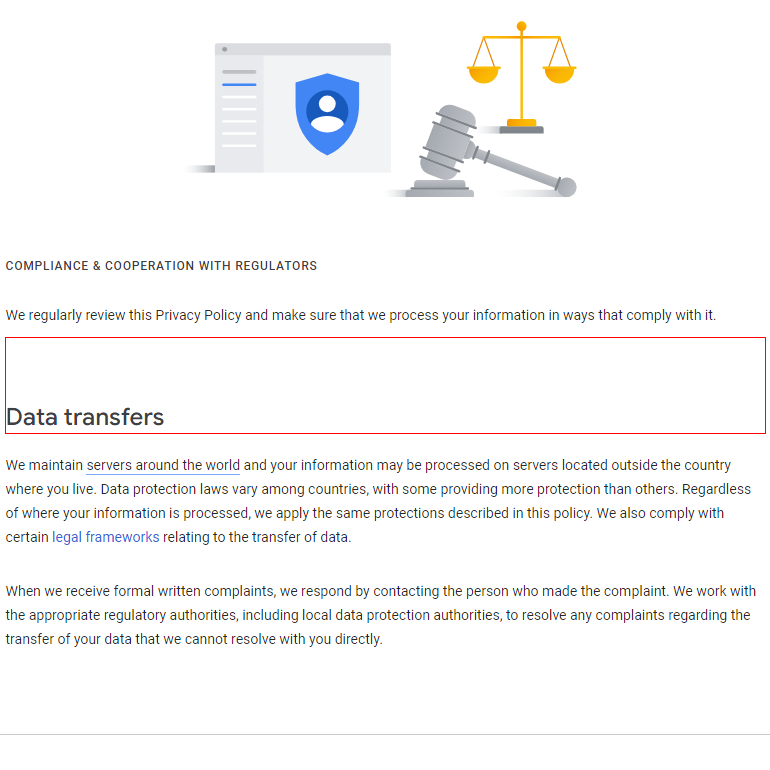 COMPLIANCE & COOPERATION WITH REGULATORS
We regularly review this Privacy Policy and make sure that we process your information in ways that comply with it.
Data transfers
We maintain servers around the world and your information may be processed on servers located outside the country
where you live. Data protection laws vary among countries, with some providing more protection than others. Regardless
of where your information is processed, we apply the same protections described in this policy. We also comply with
certain legal frameworks relating to the transfer of data.
When we receive formal written complaints, we respond by contacting the person who made the complaint. We work with
the appropriate regulatory authorities, including local data protection authorities, to resolve any complaints regarding the
transfer of your data that we cannot resolve with you directly.